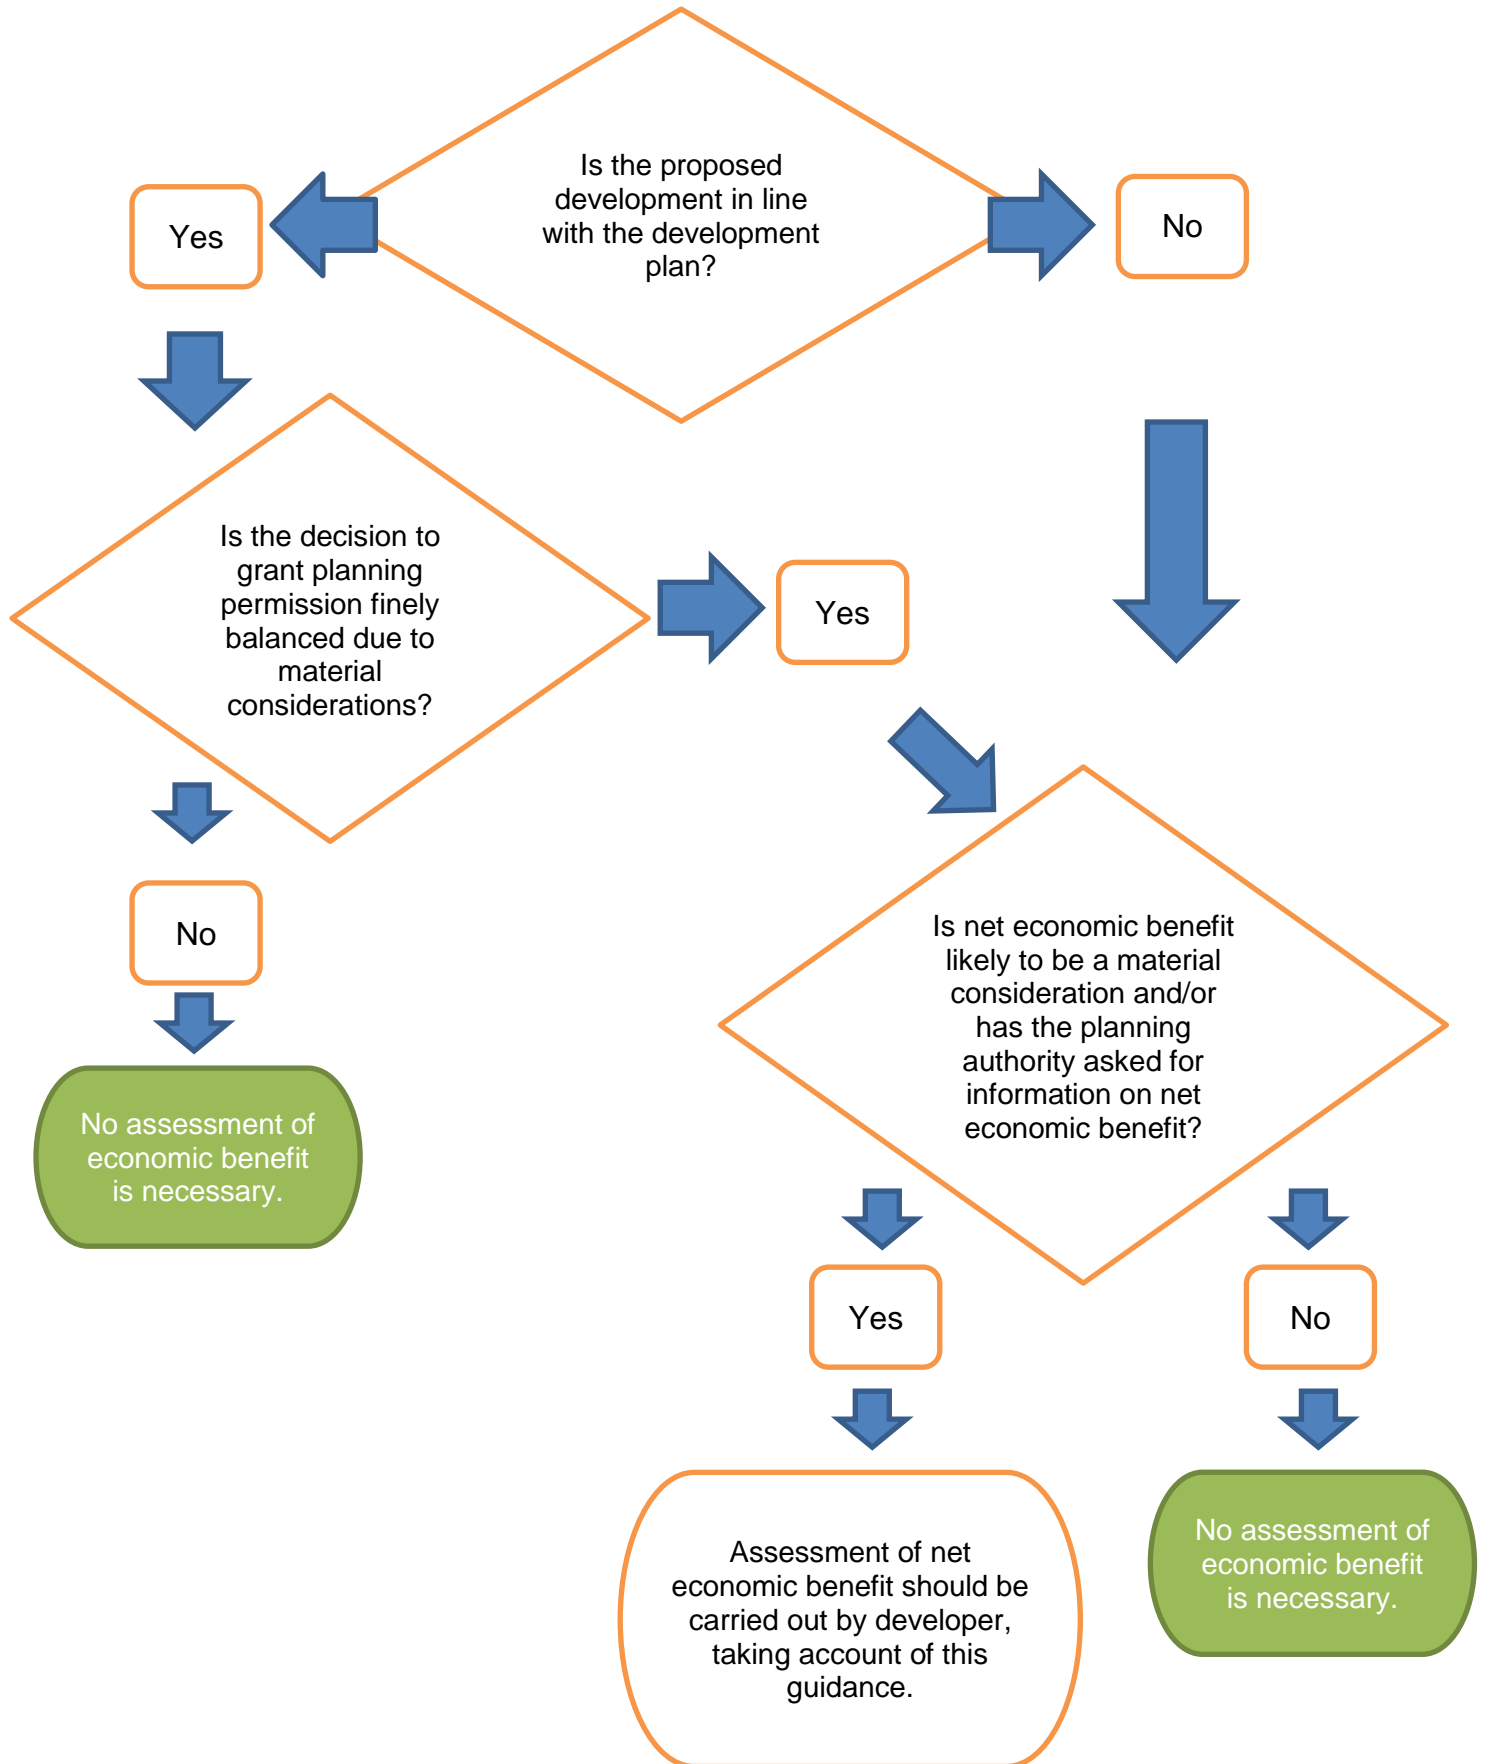 Is the proposed
development in line
with the development
plan?
Yes
No
Is the decision to
grant planning
permission finely
balanced due to
material
considerations?
Yes
No
No assessment of
economic benefit
is necessary.
Is net economic benefit
likely to be a material
consideration and/or
has the planning
authority asked for
information on net
economic benefit?
Yes
No
Assessment of net
economic benefit should be
carried out by developer,
taking account of this
guidance.
No assessment of
economic benefit
is necessary.